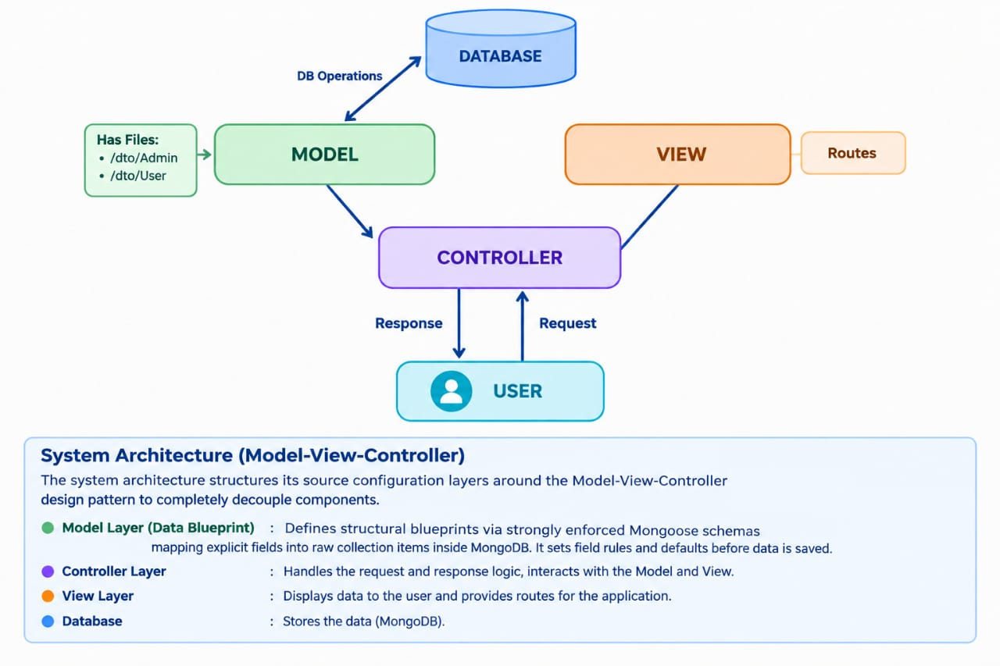 DATABASE
DB Operations
Has Files:
• /dto/Admin
• /dto/User
MODEL
VIEW
Routes
CONTROLLER
Response
Request
USER
System Architecture (Model-View-Controller)
The system architecture structures its source configuration layers around the Model-View-Controller
design pattern to completely decouple components.
Model Layer (Data Blueprint) : Defines structural blueprints via strongly enforced Mongoose schemas
mapping explicit fields into raw collection items inside MongoDB. It sets field rules and defaults before data is saved.
Controller Layer : Handles the request and response logic, interacts with the Model and View.
View Layer : Displays data to the user and provides routes for the application.
Database : Stores the data (MongoDB).